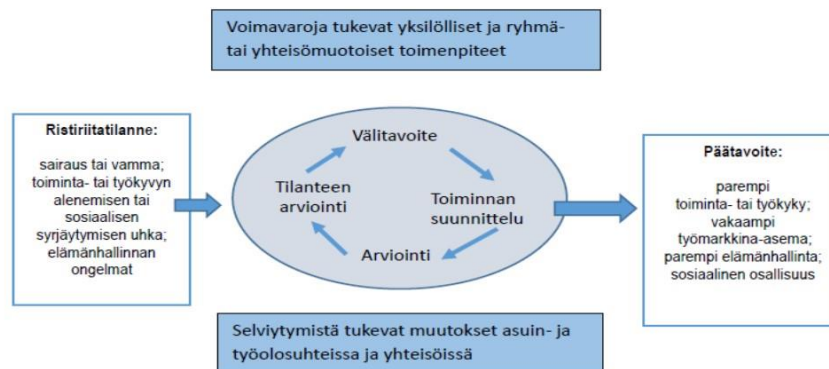 Voimavaroja tukevat yksilölliset ja ryhmä-
tai yhteisömuotoiset toimenpiteet
Ristiriitatilanne:
sairaus tai vamma;
toiminta- tai työkyvyn
alenemisen tai
sosiaalisen
syrjäytymisen uhka;
elämänhallinnan
ongelmat
Välitavoite
Tilanteen
arviointi
Toiminnan
suunnittelu
Arviointi
Päätavoite:
parempi
toiminta- tai työkyky;
vakaampi
työmarkkina-asema;
parempi elämänhallinta;
sosiaalinen osallisuus
Selviytymistä tukevat muutokset asuin- ja
työolosuhteissa ja yhteisöissä